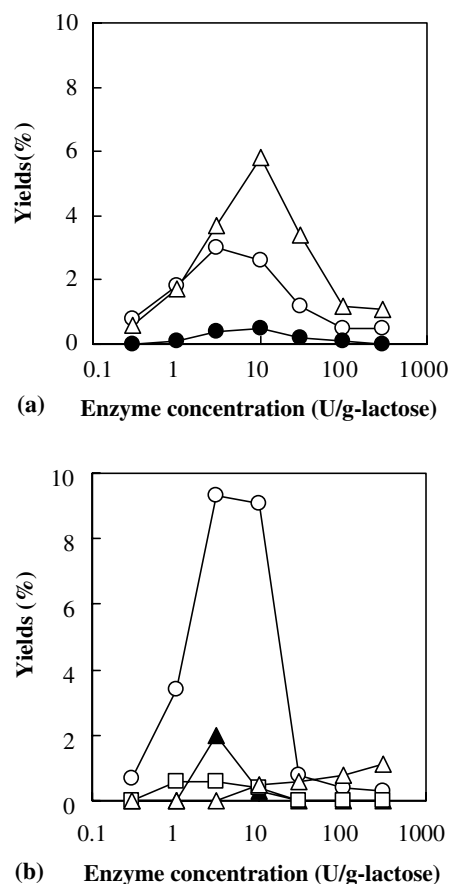 10
8
6
4
2
0
Yields(%)
0.1 1 10 100 1000
(a) Enzyme concentration (U/g-lactose)
10
8
6
4
2
0
Yields (%)
0.1 1 10 100 1000
(b) Enzyme concentration (U/g-lactose)